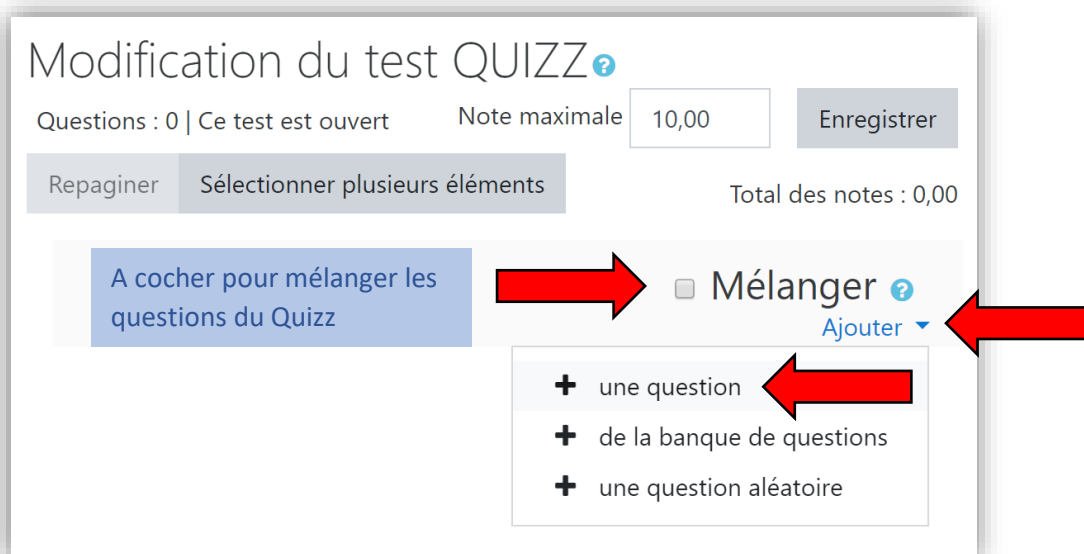 Modification du test QUIZZ
Questions : 0 | Ce test est ouvert
Note maximale 10,00 Enregistrer
Repaginer Sélectionner plusieurs éléments
Total des notes : 0,00
A cocher pour mélanger les
questions du Quizz
Mélanger
Ajouter
une question
de la banque de questions
une question aléatoire